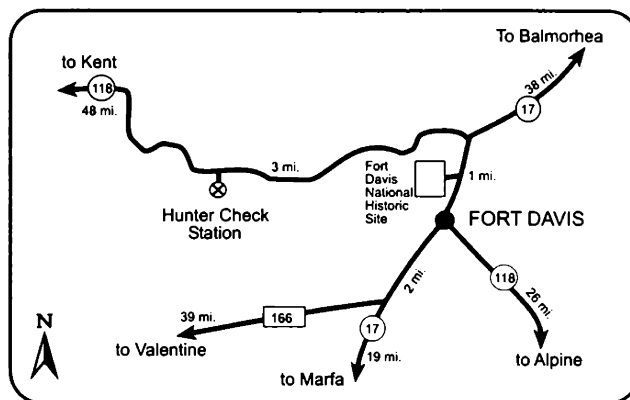 To Balmorhea
to Kent
118
48 mi.
38 mi.
17
3 mi.
Fort
Davis
National
Historic
Site
1 mi.
Hunter Check
Station
FORT DAVIS
2 mi.
118
26 mi.
39 mi.
166
17
19 mi.
N
to Valentine
to Marfa
to Alpine